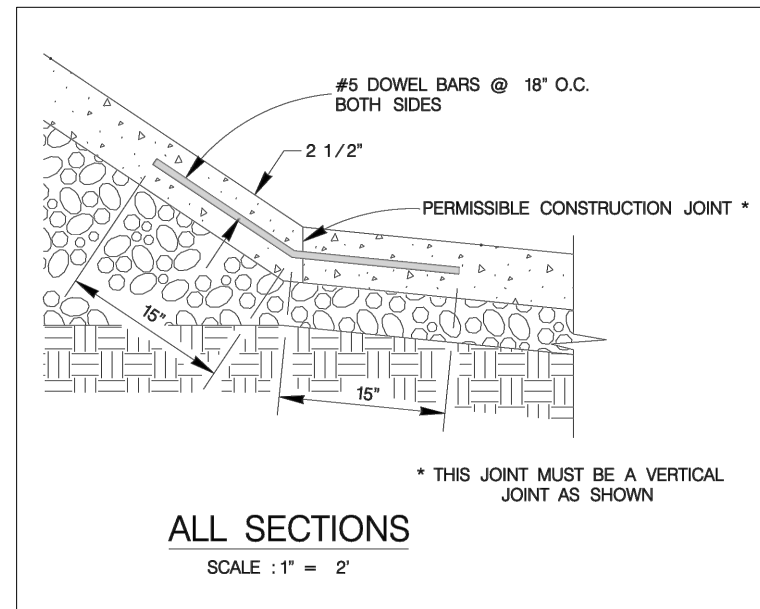 #5 DOWEL BARS @ 18" O.C.
BOTH SIDES
2 1/2"
PERMISSIBLE CONSTRUCTION JOINT *
15"
15"
* THIS JOINT MUST BE A VERTICAL
JOINT AS SHOWN
ALL SECTIONS
SCALE : 1" = 2'